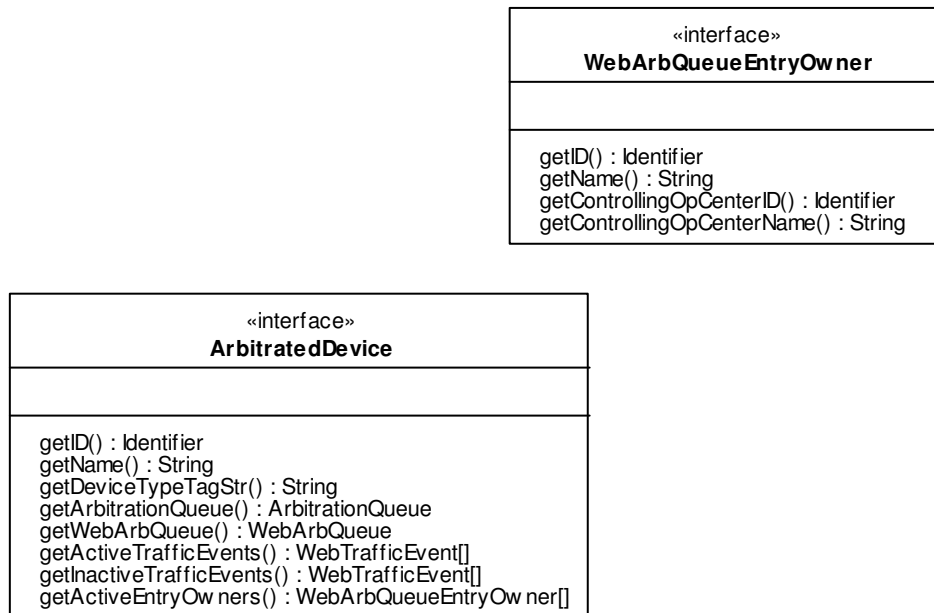 «interface»
WebArbQueueEntryOwner
getID() : Identifier
getName() : String
getControllingOpCenterID() : Identifier
getControllingOpCenterName() : String
«interface»
ArbitratedDevice
getID() : Identifier
getName() : String
getDeviceTypeTagStr() : String
getArbitrationQueue() : ArbitrationQueue
getWebArbQueue() : WebArbQueue
getActiveTrafficEvents() : WebTrafficEvent[]
getInactiveTrafficEvents() : WebTrafficEvent[]
getActiveEntryOwners() : WebArbQueueEntryOwner[]